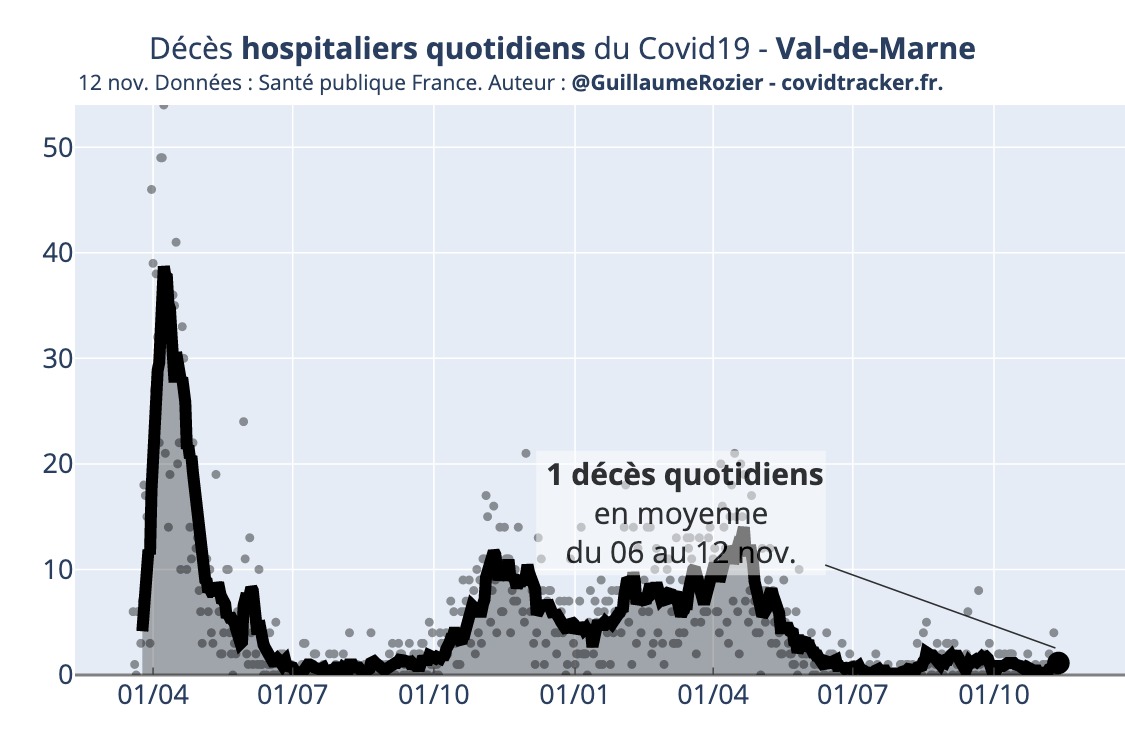 Décès hospitaliers quotidiens du Covid19 - Val-de-Marne
12 nov. Données : Santé publique France. Auteur : @GuillaumeRozier - covidtracker.fr.
50
40
30
20
10
0
1 décès quotidiens
en moyenne
du 06 au 12 nov.
01/04 01/07 01/10 01/01 01/04 01/07 01/10